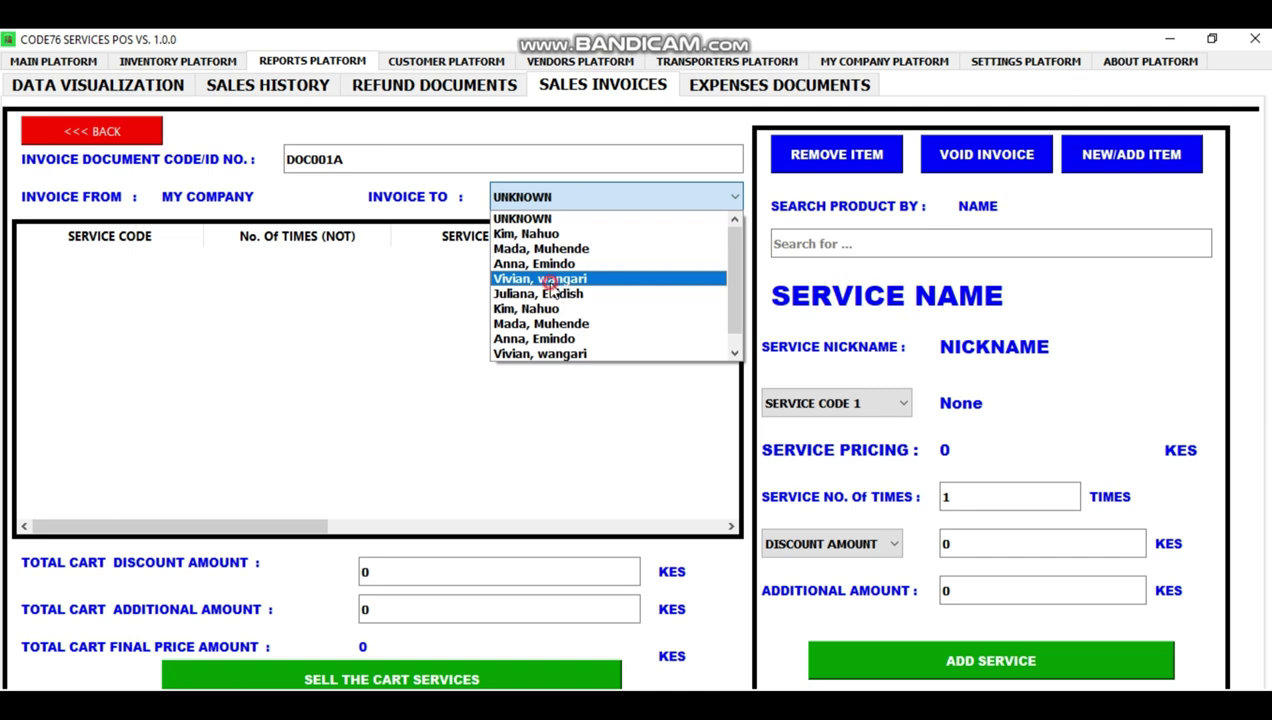 CODE76 SERVICES POS VS. 1.0.0
www.BANDICAM.com
MAIN PLATFORM INVENTORY PLATFORM REPORTS PLATFORM CUSTOMER PLATFORM VENDORS PLATFORM TRANSPORTERS PLATFORM MY COMPANY PLATFORM SETTINGS PLATFORM ABOUT PLATFORM
DATA VISUALIZATION SALES HISTORY REFUND DOCUMENTS SALES INVOICES EXPENSES DOCUMENTS
<<< BACK
INVOICE DOCUMENT CODE/ID NO. : DOC001A
INVOICE FROM : MY COMPANY INVOICE TO : UNKNOWN
SERVICE CODE No. Of TIMES (NOT) SERVICE
UNKNOWN
Kim, Nahuo
Mada, Muhende
Anna, Emindo
Vivian, wangari
Juliana,
Kim, Nahuo
Mada, Muhende
Anna, Emindo
Vivian, wangari
TOTAL CART DISCOUNT AMOUNT : 0 KES
TOTAL CART ADDITIONAL AMOUNT : 0 KES
TOTAL CART FINAL PRICE AMOUNT : 0 KES
SELL THE CART SERVICES
REMOVE ITEM VOID INVOICE NEW/ADD ITEM
SEARCH PRODUCT BY : NAME
Search for ...
SERVICE NAME
SERVICE NICKNAME : NICKNAME
SERVICE CODE 1 None
SERVICE PRICING : 0 KES
SERVICE NO. Of TIMES : 1 TIMES
DISCOUNT AMOUNT 0 KES
ADDITIONAL AMOUNT : 0 KES
ADD SERVICE